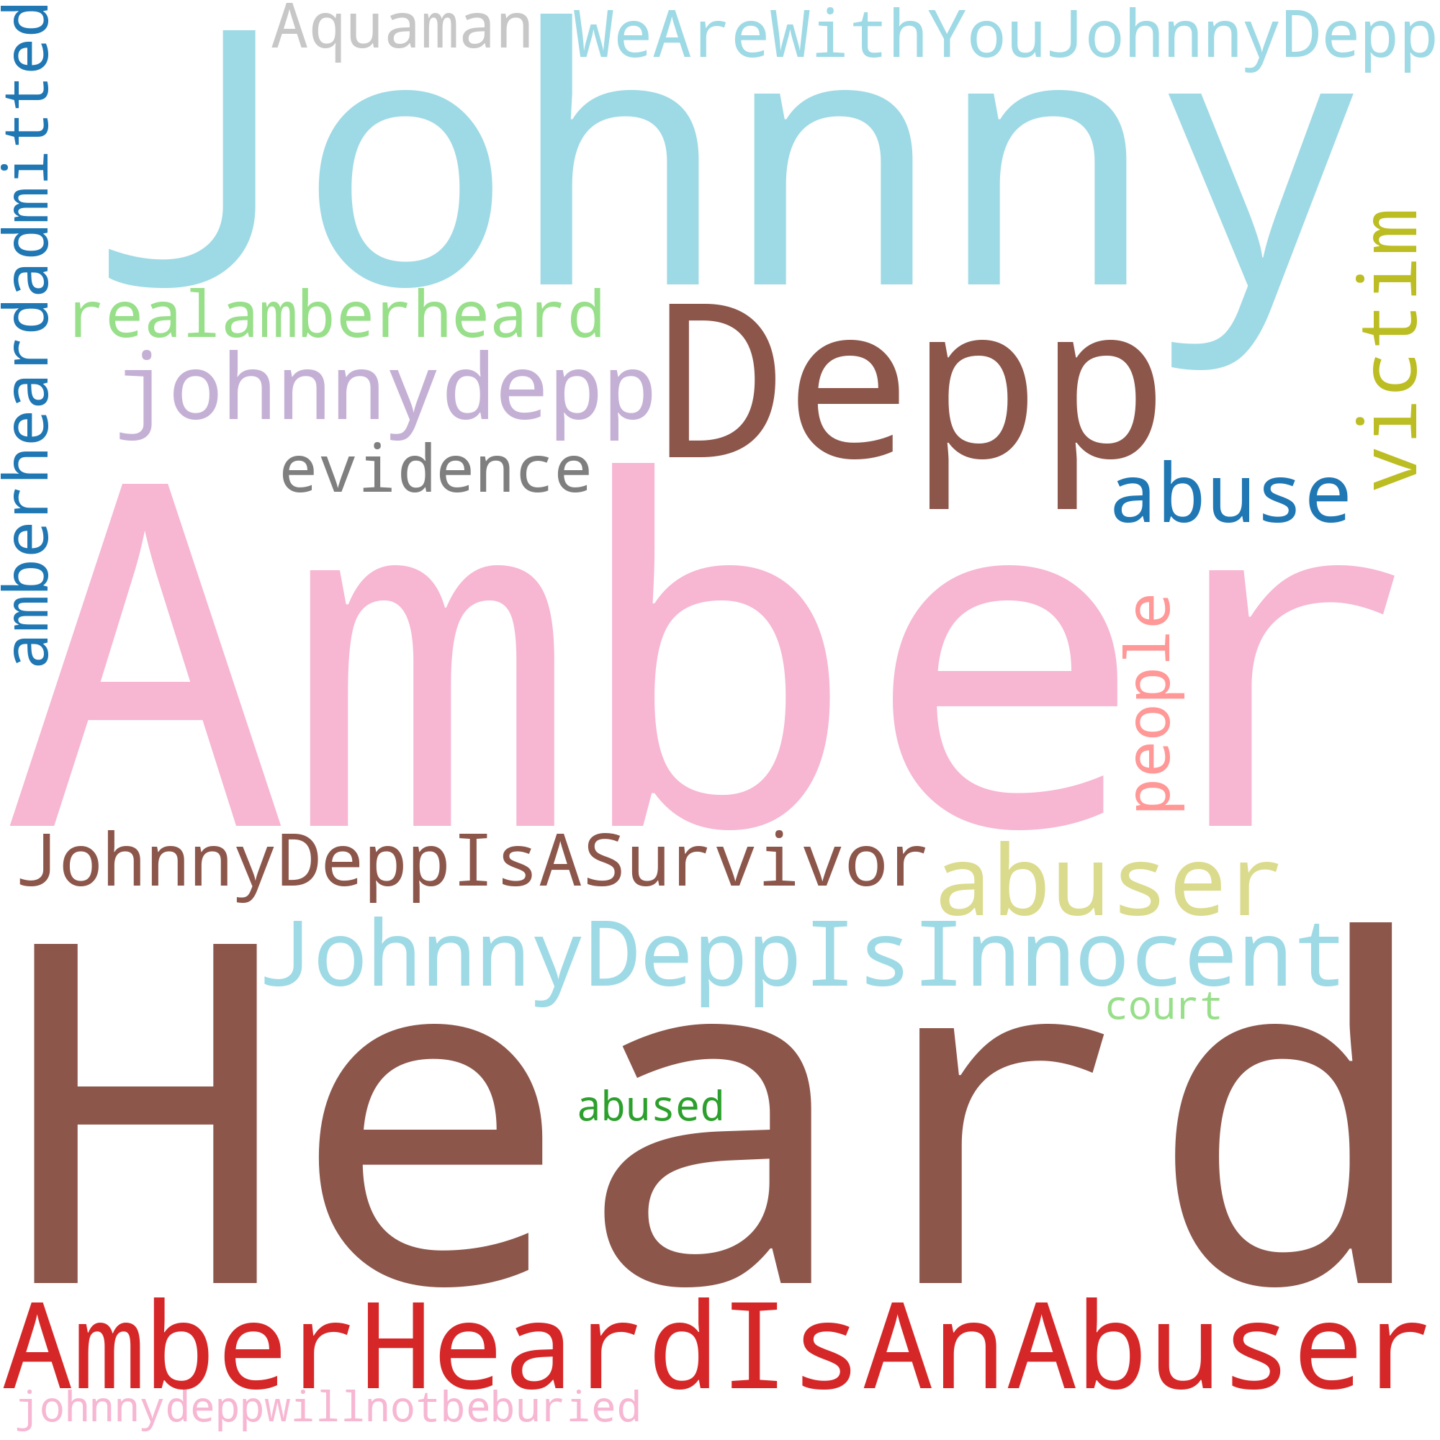 Aquaman
WeAreWithYouJohnnyDepp
Johnny
amberheardadmitted
victim
realamberheard
Depp
johnnydepp
evidence
abuse
Amber
people
JohnnyDeppIsASurvivor
abuser
JohnnyDeppIsInnocent
court
Heard
abused
AmberHeardIsAnAbuser
johnnydeppwillnotbeburied